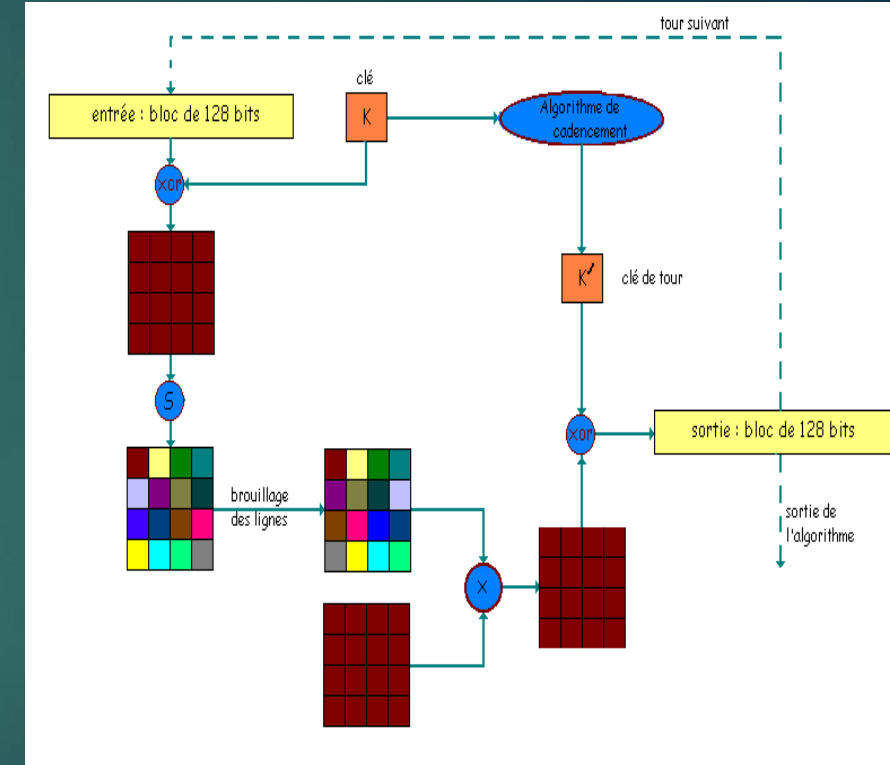 tour suivant
clé
entrée : bloc de 128 bits
K
Algorithme de
cadencement
xor
K'
clé de tour
S
xor
sortie : bloc de 128 bits
brouillage
des lignes
sortie de
l'algorithme
X